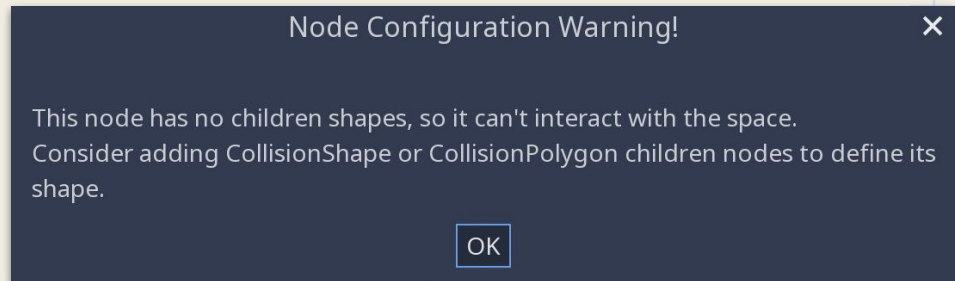 Node Configuration Warning!
This node has no children shapes, so it can't interact with the space.
Consider adding CollisionShape or CollisionPolygon children nodes to define its
shape.
OK